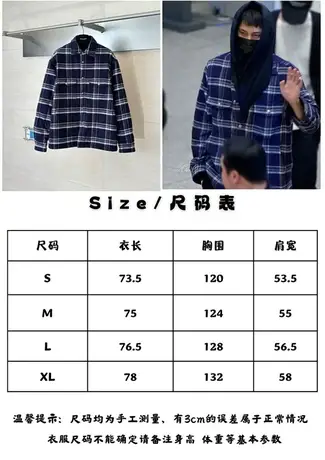 Size/尺码表
尺码 衣长 胸围 肩宽
S 73.5 120 53.5
M 75 124 55
L 76.5 128 56.5
XL 78 132 58
温馨提示：尺码均为手工测量、有3cm的误差属于正常情况
衣服尺码不能确定请备注身高 体重等基本参数